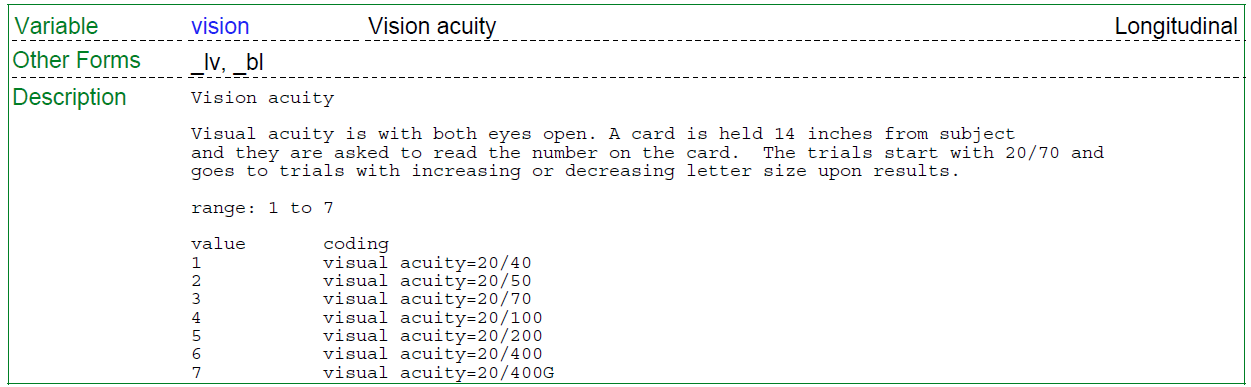 Variable vision Vision acuity Longitudinal
Other Forms _lv, _bl
Description Vision acuity
Visual acuity is with both eyes open. A card is held 14 inches from subject
and they are asked to read the number on the card.  The trials start with 20/70 and
goes to trials with increasing or decreasing letter size upon results.
range: 1 to 7
value coding
1 visual acuity=20/40
2 visual acuity=20/50
3 visual acuity=20/70
4 visual acuity=20/100
5 visual acuity=20/200
6 visual acuity=20/400
7 visual acuity=20/400G